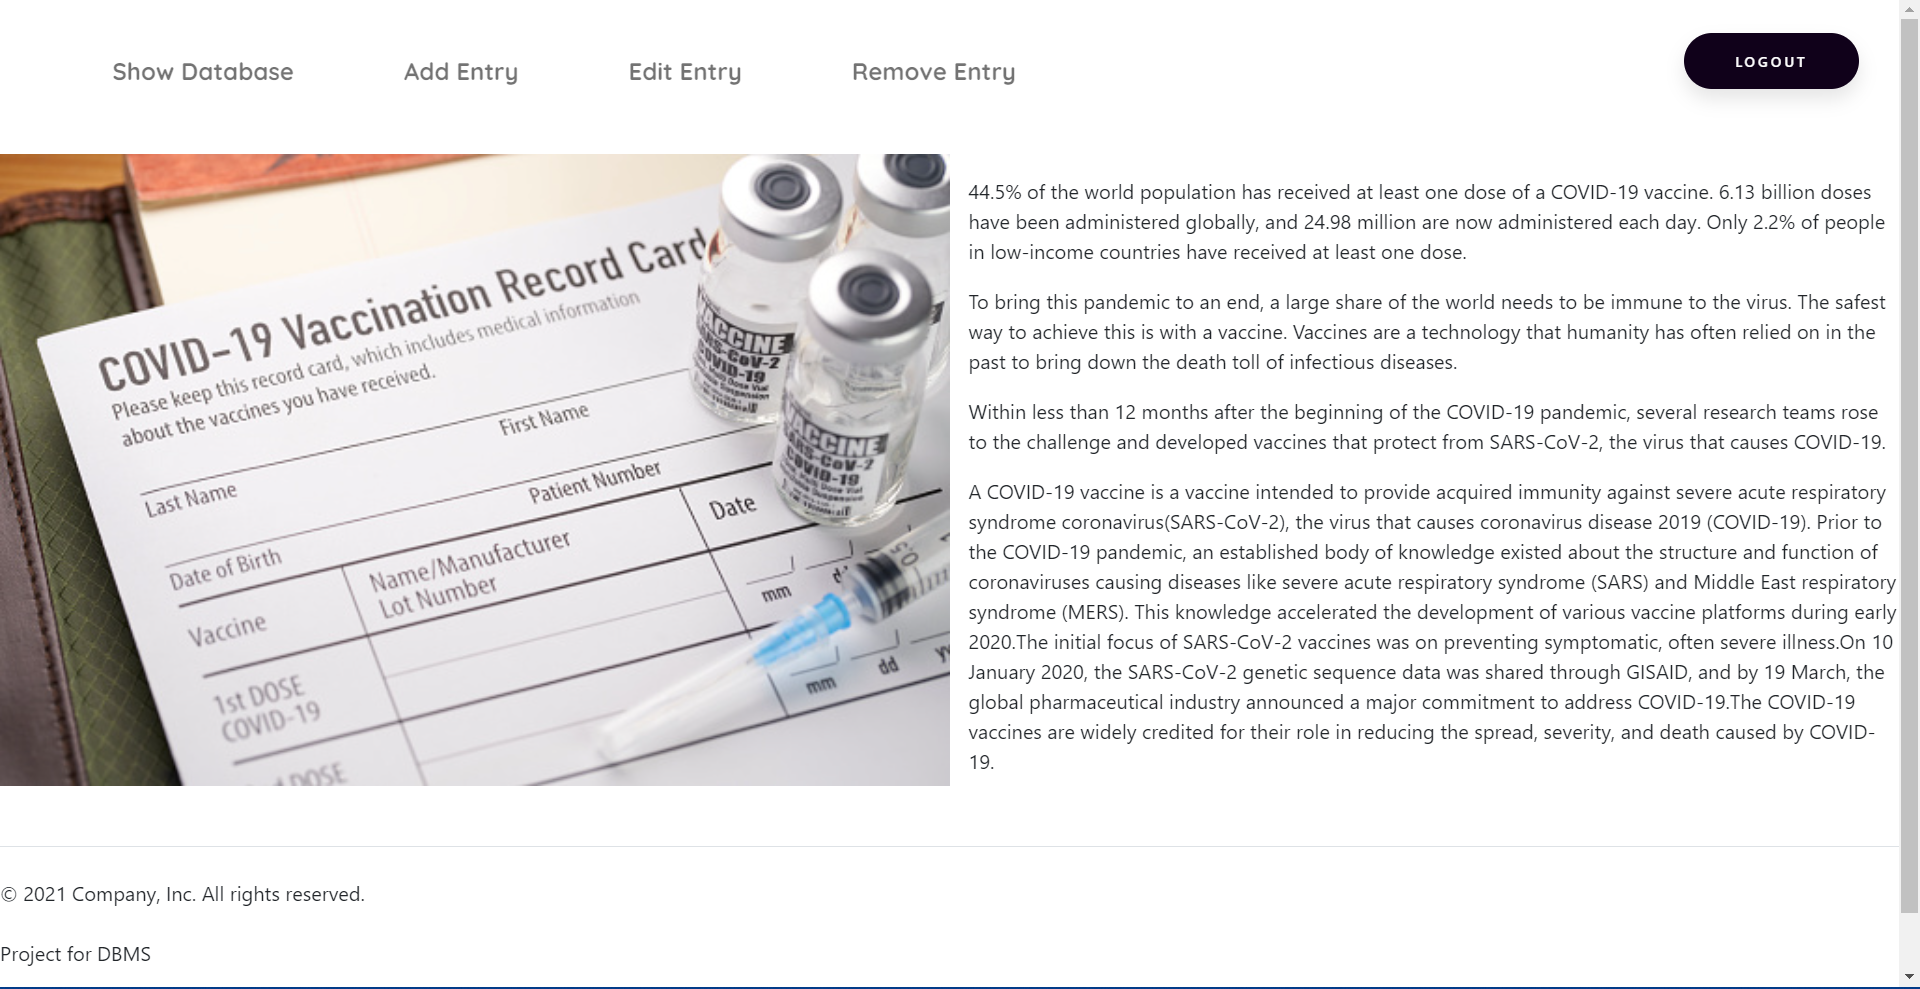 Show Database
Add Entry
Edit Entry
Remove Entry
LOGOUT
COVID-19 Vaccination Record Card
Please keep this record card, which includes medical information
about the vaccines you have received.
Last Name
First Name
Date of Birth
Patient Number
Vaccine
Name/Manufacturer
Lot Number
Date
mm
1st DOSE
COVID-19
mm
dd
DOSE
VACCINE
SARS-CoV-2
COVID-19
VACCINE
SARS-CoV-2
COVID-19
44.5% of the world population has received at least one dose of a COVID-19 vaccine. 6.13 billion doses
have been administered globally, and 24.98 million are now administered each day. Only 2.2% of people
in low-income countries have received at least one dose.
To bring this pandemic to an end, a large share of the world needs to be immune to the virus. The safest
way to achieve this is with a vaccine. Vaccines are a technology that humanity has often relied on in the
past to bring down the death toll of infectious diseases.
Within less than 12 months after the beginning of the COVID-19 pandemic, several research teams rose
to the challenge and developed vaccines that protect from SARS-CoV-2, the virus that causes COVID-19.
A COVID-19 vaccine is a vaccine intended to provide acquired immunity against severe acute respiratory
syndrome coronavirus(SARS-CoV-2), the virus that causes coronavirus disease 2019 (COVID-19). Prior to
the COVID-19 pandemic, an established body of knowledge existed about the structure and function of
coronaviruses causing diseases like severe acute respiratory syndrome (SARS) and Middle East respiratory
syndrome (MERS). This knowledge accelerated the development of various vaccine platforms during early
2020.The initial focus of SARS-CoV-2 vaccines was on preventing symptomatic, often severe illness.On 10
January 2020, the SARS-CoV-2 genetic sequence data was shared through GISAID, and by 19 March, the
global pharmaceutical industry announced a major commitment to address COVID-19.The COVID-19
vaccines are widely credited for their role in reducing the spread, severity, and death caused by COVID-
19.
© 2021 Company, Inc. All rights reserved.
Project for DBMS